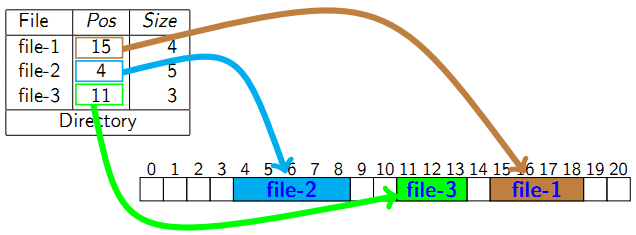 File Pos Size
file-1 15 4
file-2 4 5
file-3 11 3
Directory
0 1 2 3 4 5 6 7 8 9 10 11 12 13 14 15 16 17 18 19 20
file-2 file-3 file-1